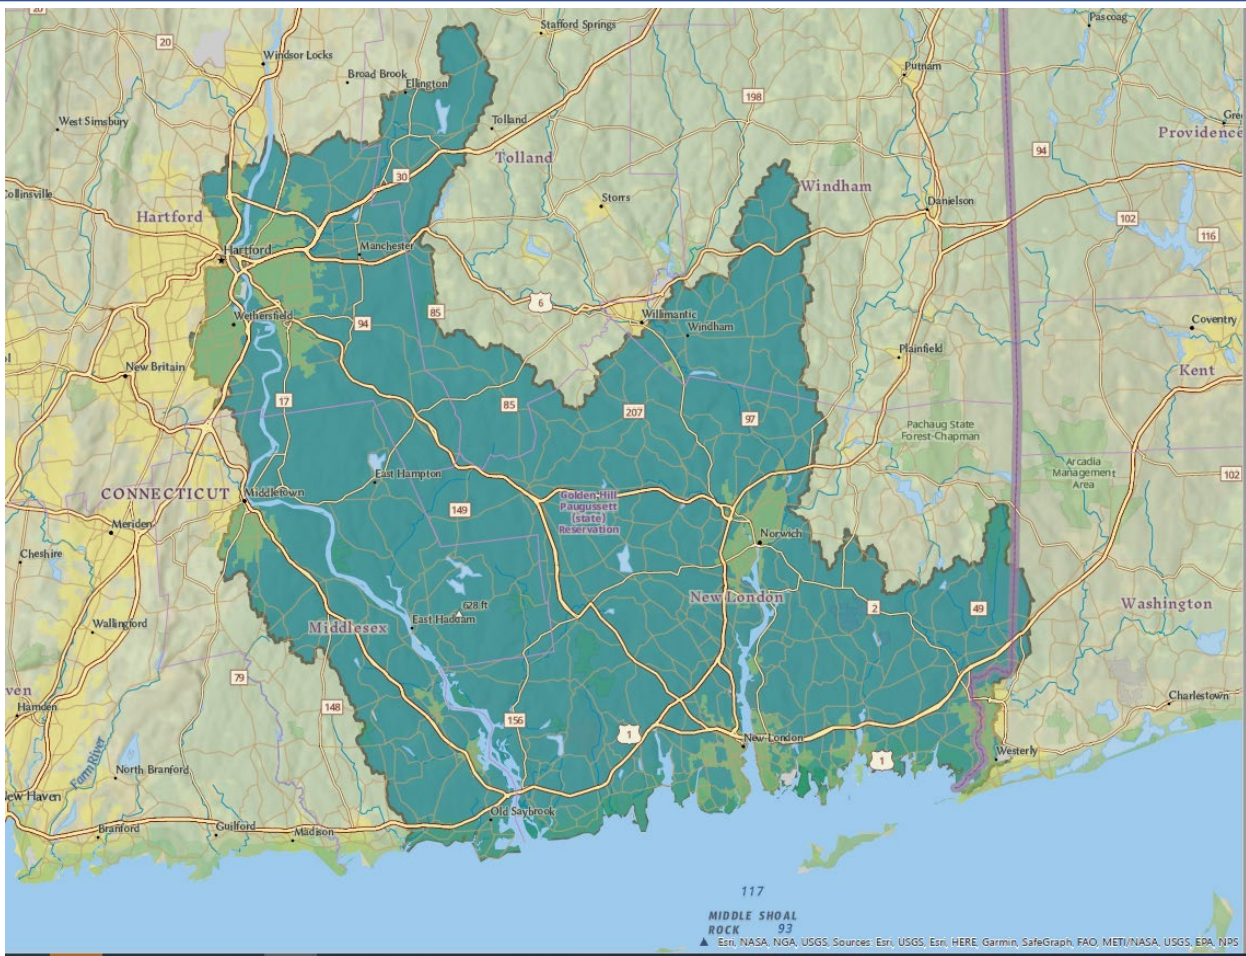 20
20
Stafford Springs
Pascoag
Windsor Locks
Putnam
Broad Brook
Ellington
198
West Simsbury
Tolland
Providence
94
Tolland
30
Windham
Collinsville
Storrs
Danielson
Hartford
102
116
Hartford
Manchester
6
85
Willimantic
Wethersfield
94
Windham
Coventry
Plainfield
New Britain
Kent
17
85
207
97
Pachaug State
Forest-Chapman
Arcadia
Management
Area
East Hampton
102
CONNECTICUT
Middletown
Golden Hill
Paugussett
(state)
Reservation
149
Meriden
Norwich
Cheshire
New London
628 ft
2
49
Washington
East Haddam
Wallingford
Middlesex
79
ven
Charlestown
Hamden
148
156
1
New London
Westerly
1
Farm River
North Branford
New Haven
Old Saybrook
Branford
Guilford
Madison
117
MIDDLE SHOAL
ROCK 93
Esri, NASA, NGA, USGS, Sources: Esri, USGS, Esri, HERE, Garmin, SafeGraph, FAO, METI/NASA, USGS, EPA, NPS